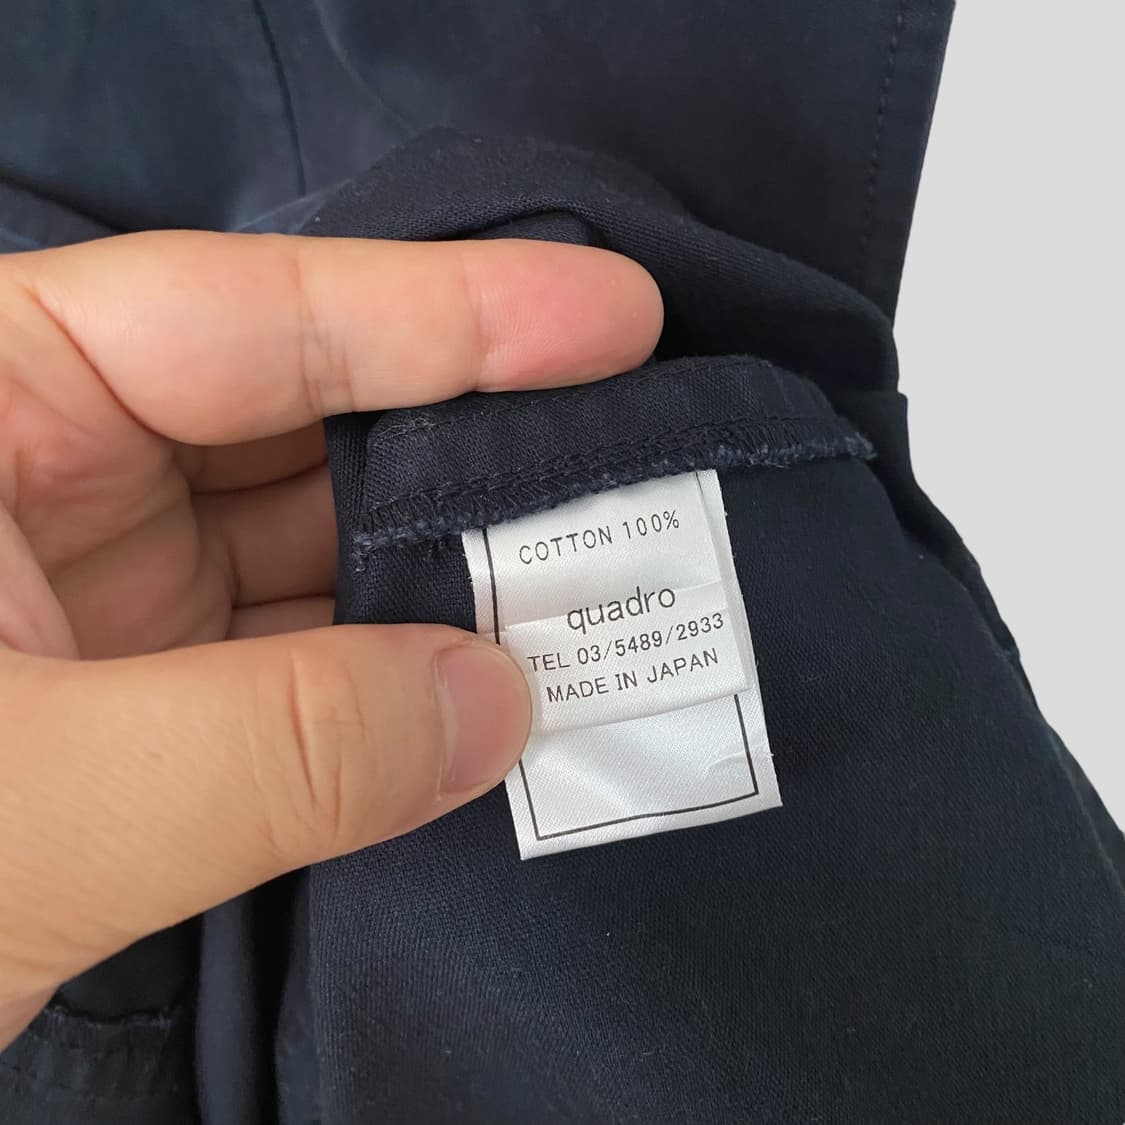 COTTON 100%
quadro
TEL 03/5489/2933
MADE IN JAPAN